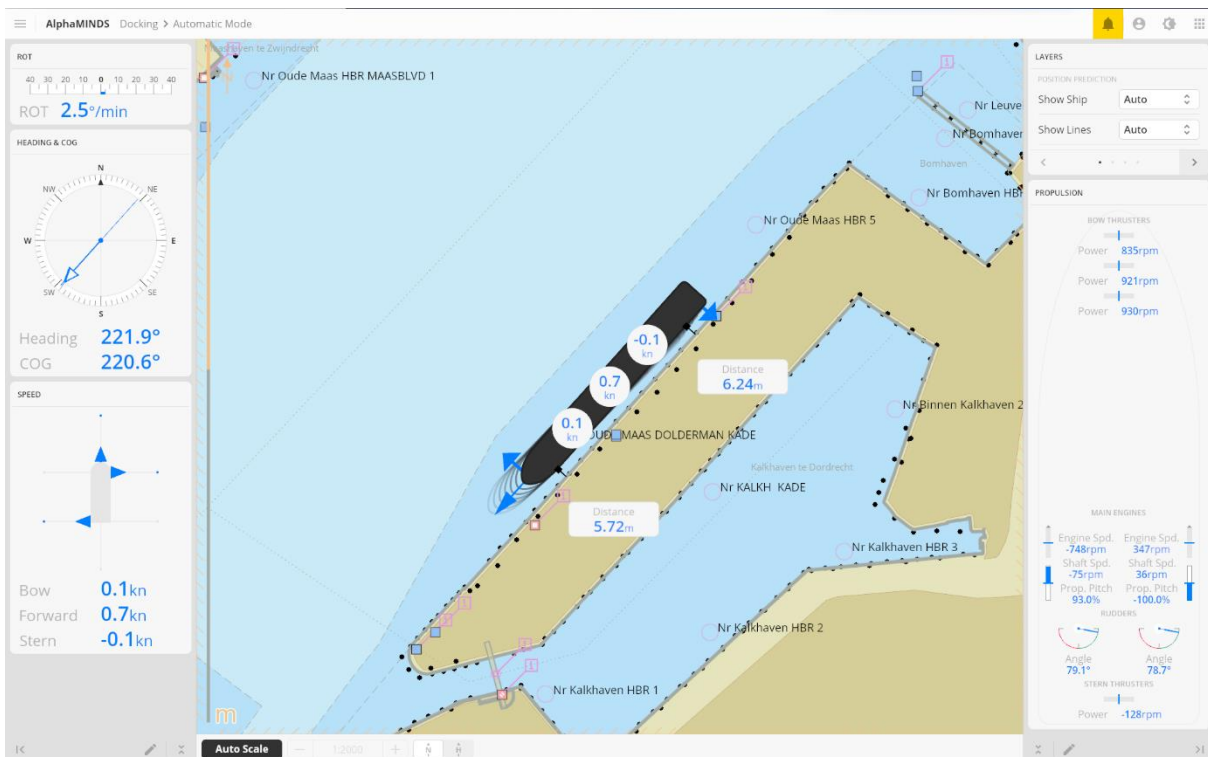 AlphaMINDS Docking > Automatic Mode
ROT
40 30 20 10 0 10 20 30 40
ROT 2.5°/min
HEADING & COG
N
NW NE
W E
SW SE
S
Heading 221.9°
COG 220.6°
SPEED
Bow 0.1kn
Forward 0.7kn
Stern -0.1kn
te Zwijndrecht
Nr Oude Maas HBR MAASBLVD 1
Nr Leuve
Nr Bomhaven
Bomhaven
Nr Bomhaven HBR
Nr Oude Maas HBR 5
-0.1
kn
0.7
kn
0.1
kn
Distance
6.24m
MAAS DOLDERMAN KADE
Nr Binnen Kalkhaven 2
Kalkhaven te Dordrecht
Nr KALKH KADE
Distance
5.72m
Nr Kalkhaven HBR 3
Nr Kalkhaven HBR 2
Nr Kalkhaven HBR 1
m
Auto Scale − 1:2000 + N H
LAYERS
POSITION PREDICTION
Show Ship Auto
Show Lines Auto
PROPULSION
BOW THRUSTERS
Power 835rpm
Power 921rpm
Power 930rpm
MAIN ENGINES
Engine Spd. Engine Spd.
-748rpm 347rpm
Shaft Spd. Shaft Spd.
-75rpm 36rpm
Prop. Pitch Prop. Pitch
93.0% -100.0%
RUDDERS
Angle Angle
79.1° 78.7°
STERN THRUSTERS
Power -128rpm